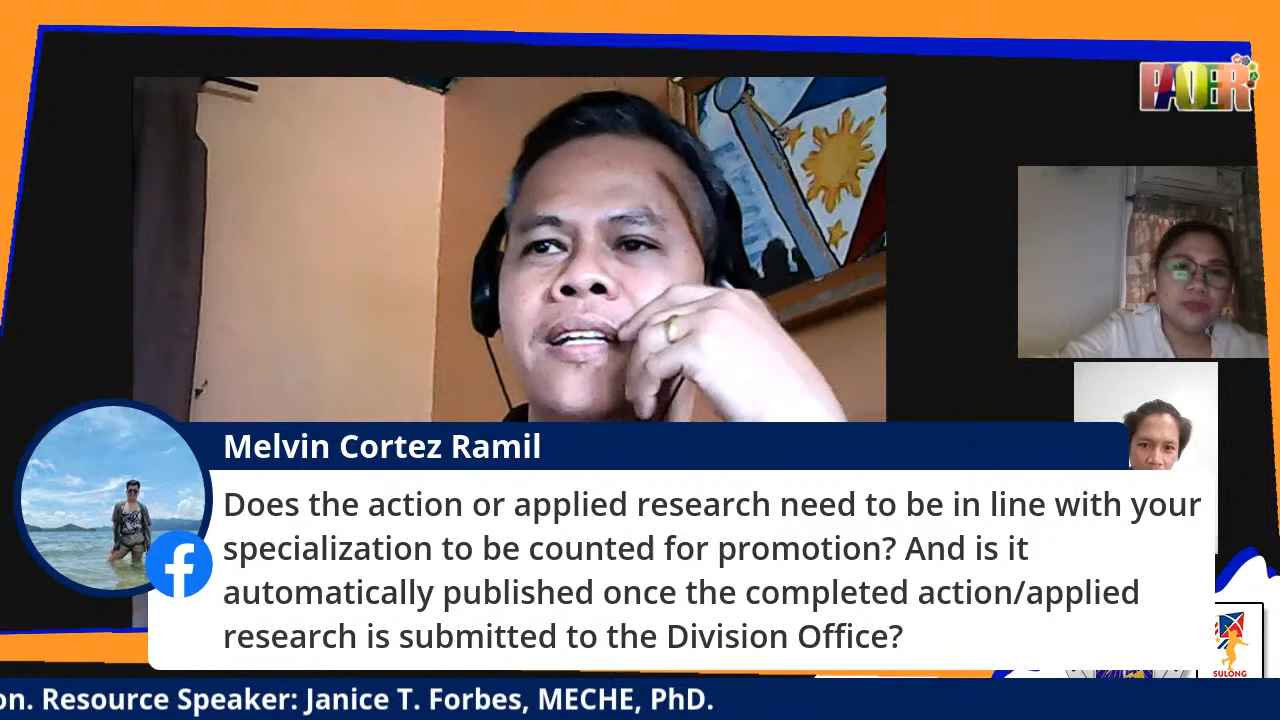 PAOER
Melvin Cortez Ramil
Does the action or applied research need to be in line with your
specialization to be counted for promotion? And is it
automatically published once the completed action/applied
research is submitted to the Division Office?
SULONG
on. Resource Speaker: Janice T. Forbes, MECHE, PhD.